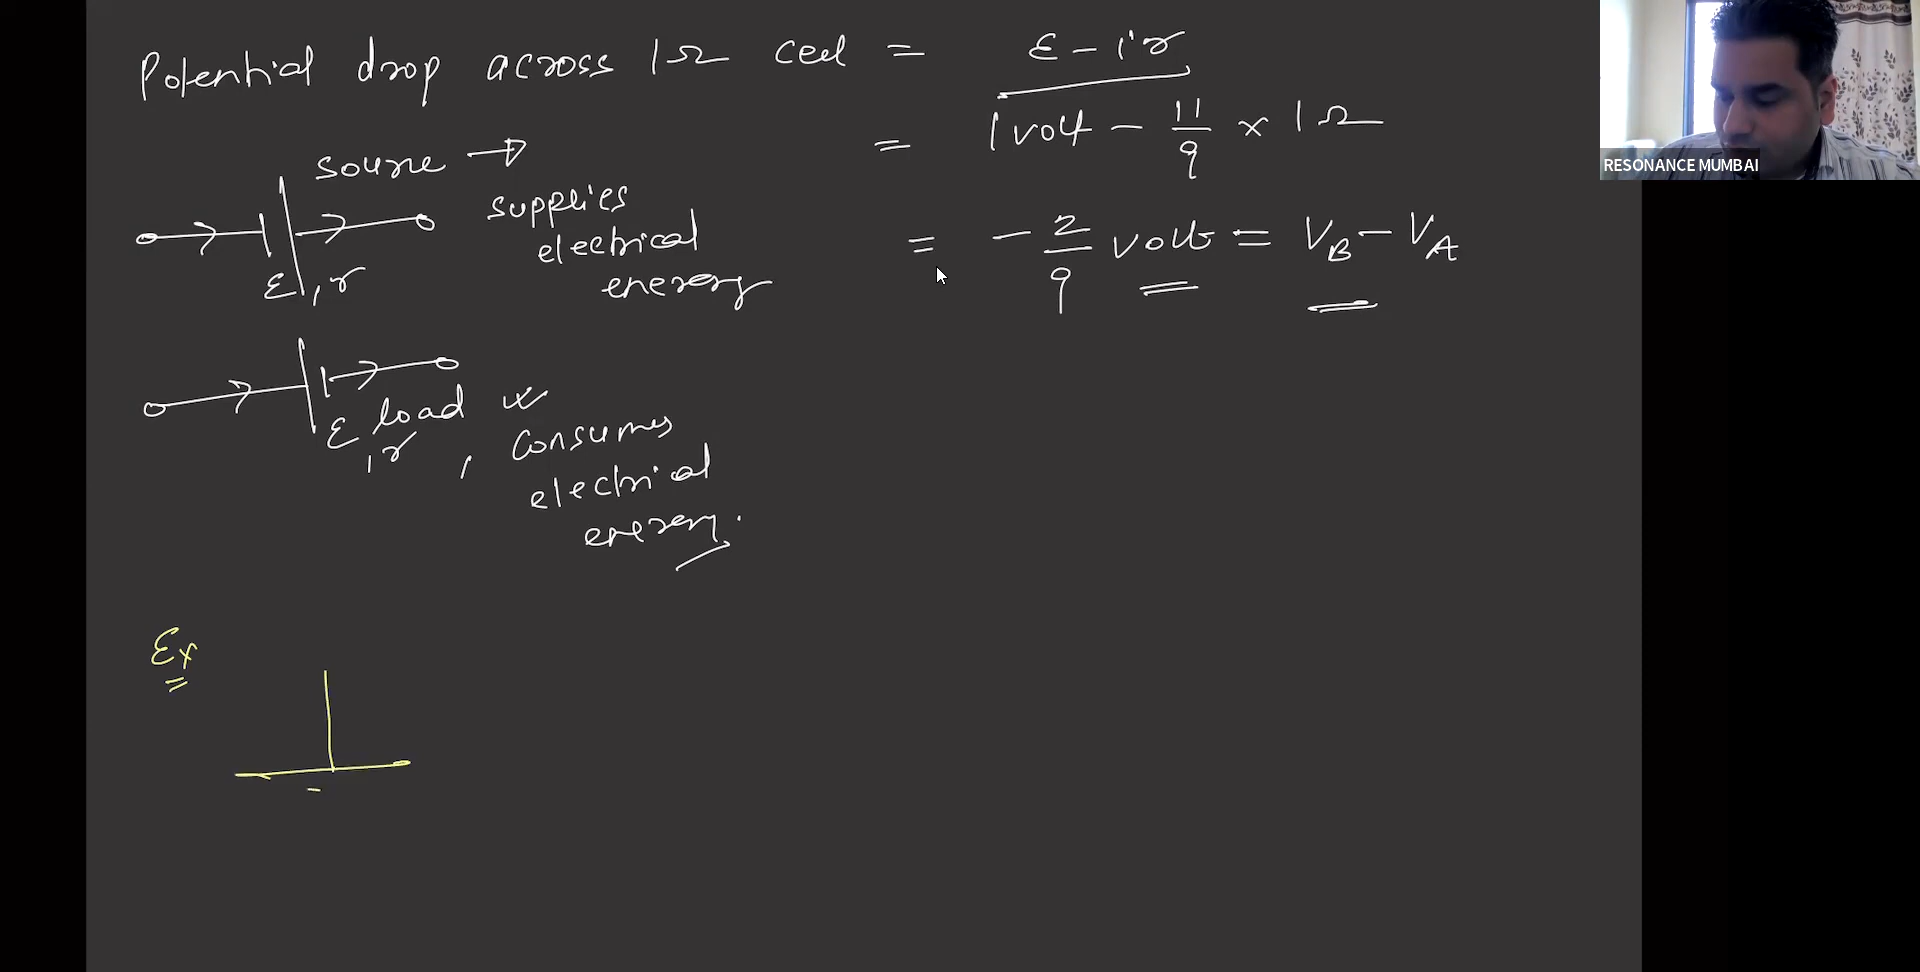 Potential drop across 1Ω cell = ε - ir
= 1 volt - 11/9 × 1Ω
= - 2/9 volt = V_B - V_A
source →
supplies
electrical
energy
ε, r
load
ε, r
, consumes
electrical
energy.
Ex
RESONANCE MUMBAI